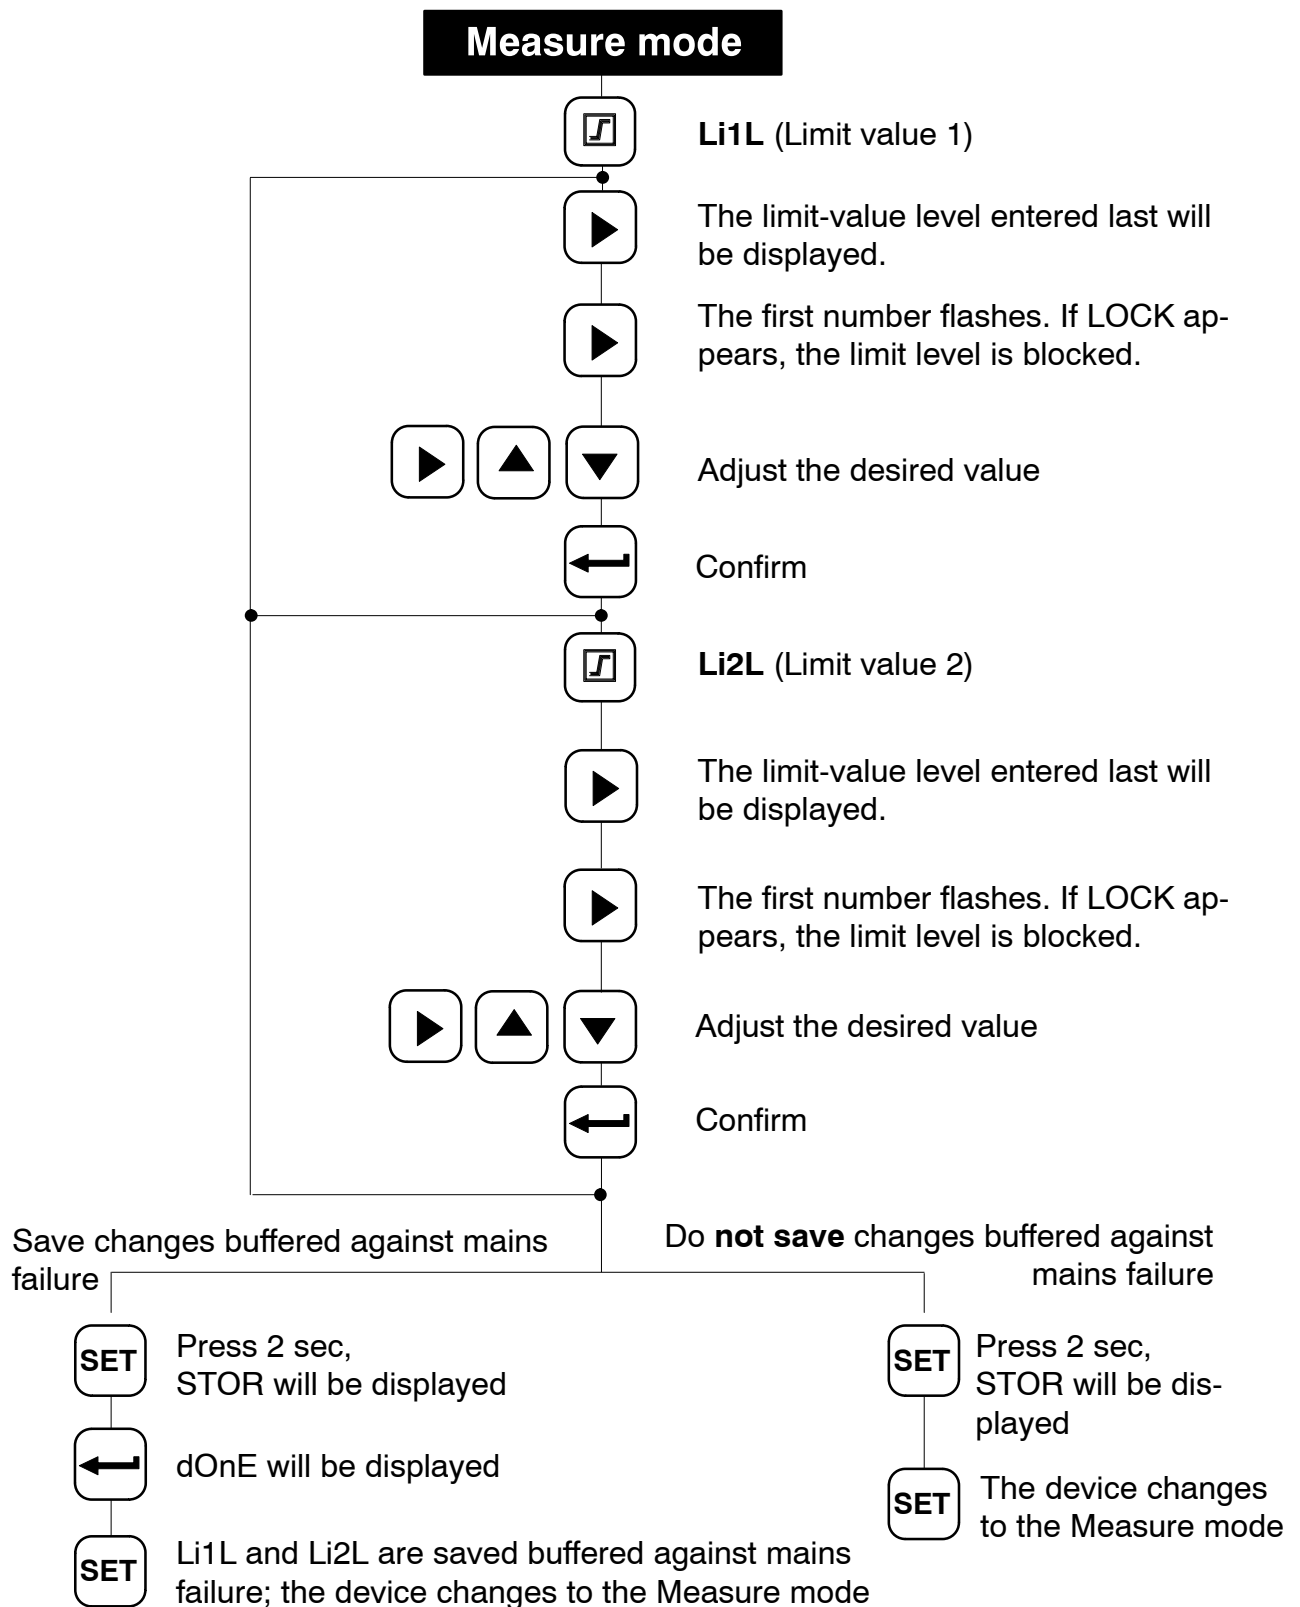 Measure mode
Li1L (Limit value 1)
The limit-value level entered last will
be displayed.
The first number flashes. If LOCK ap-
pears, the limit level is blocked.
Adjust the desired value
Confirm
Li2L (Limit value 2)
The limit-value level entered last will
be displayed.
The first number flashes. If LOCK ap-
pears, the limit level is blocked.
Adjust the desired value
Confirm
Save changes buffered against mains
failure
Do not save changes buffered against
mains failure
SET
Press 2 sec,
STOR will be displayed
dOnE will be displayed
SET
Li1L and Li2L are saved buffered against mains
failure; the device changes to the Measure mode
SET
Press 2 sec,
STOR will be dis-
played
SET
The device changes
to the Measure mode